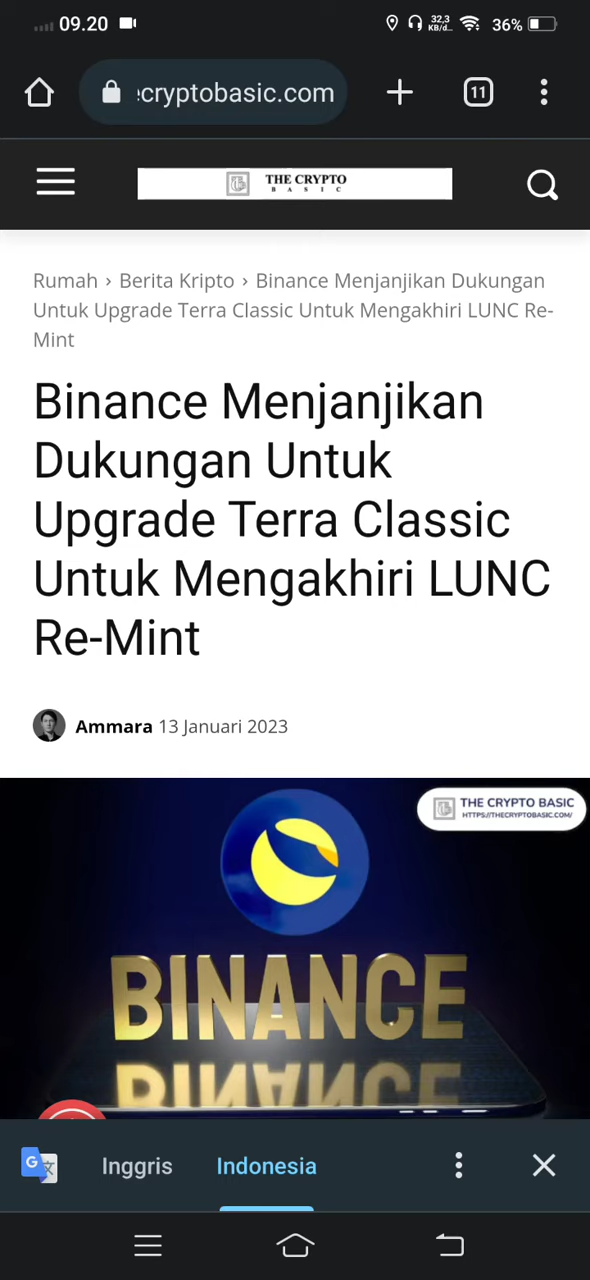 09.20
32,3
KB/d...
36%
:cryptobasic.com
11
THE CRYPTO
BASIC
Rumah › Berita Kripto › Binance Menjanjikan Dukungan
Untuk Upgrade Terra Classic Untuk Mengakhiri LUNC Re-
Mint
Binance Menjanjikan
Dukungan Untuk
Upgrade Terra Classic
Untuk Mengakhiri LUNC
Re-Mint
Ammara 13 Januari 2023
THE CRYPTO BASIC
HTTPS://THECRYPTOBASIC.COM/
BINANCE
Inggris Indonesia